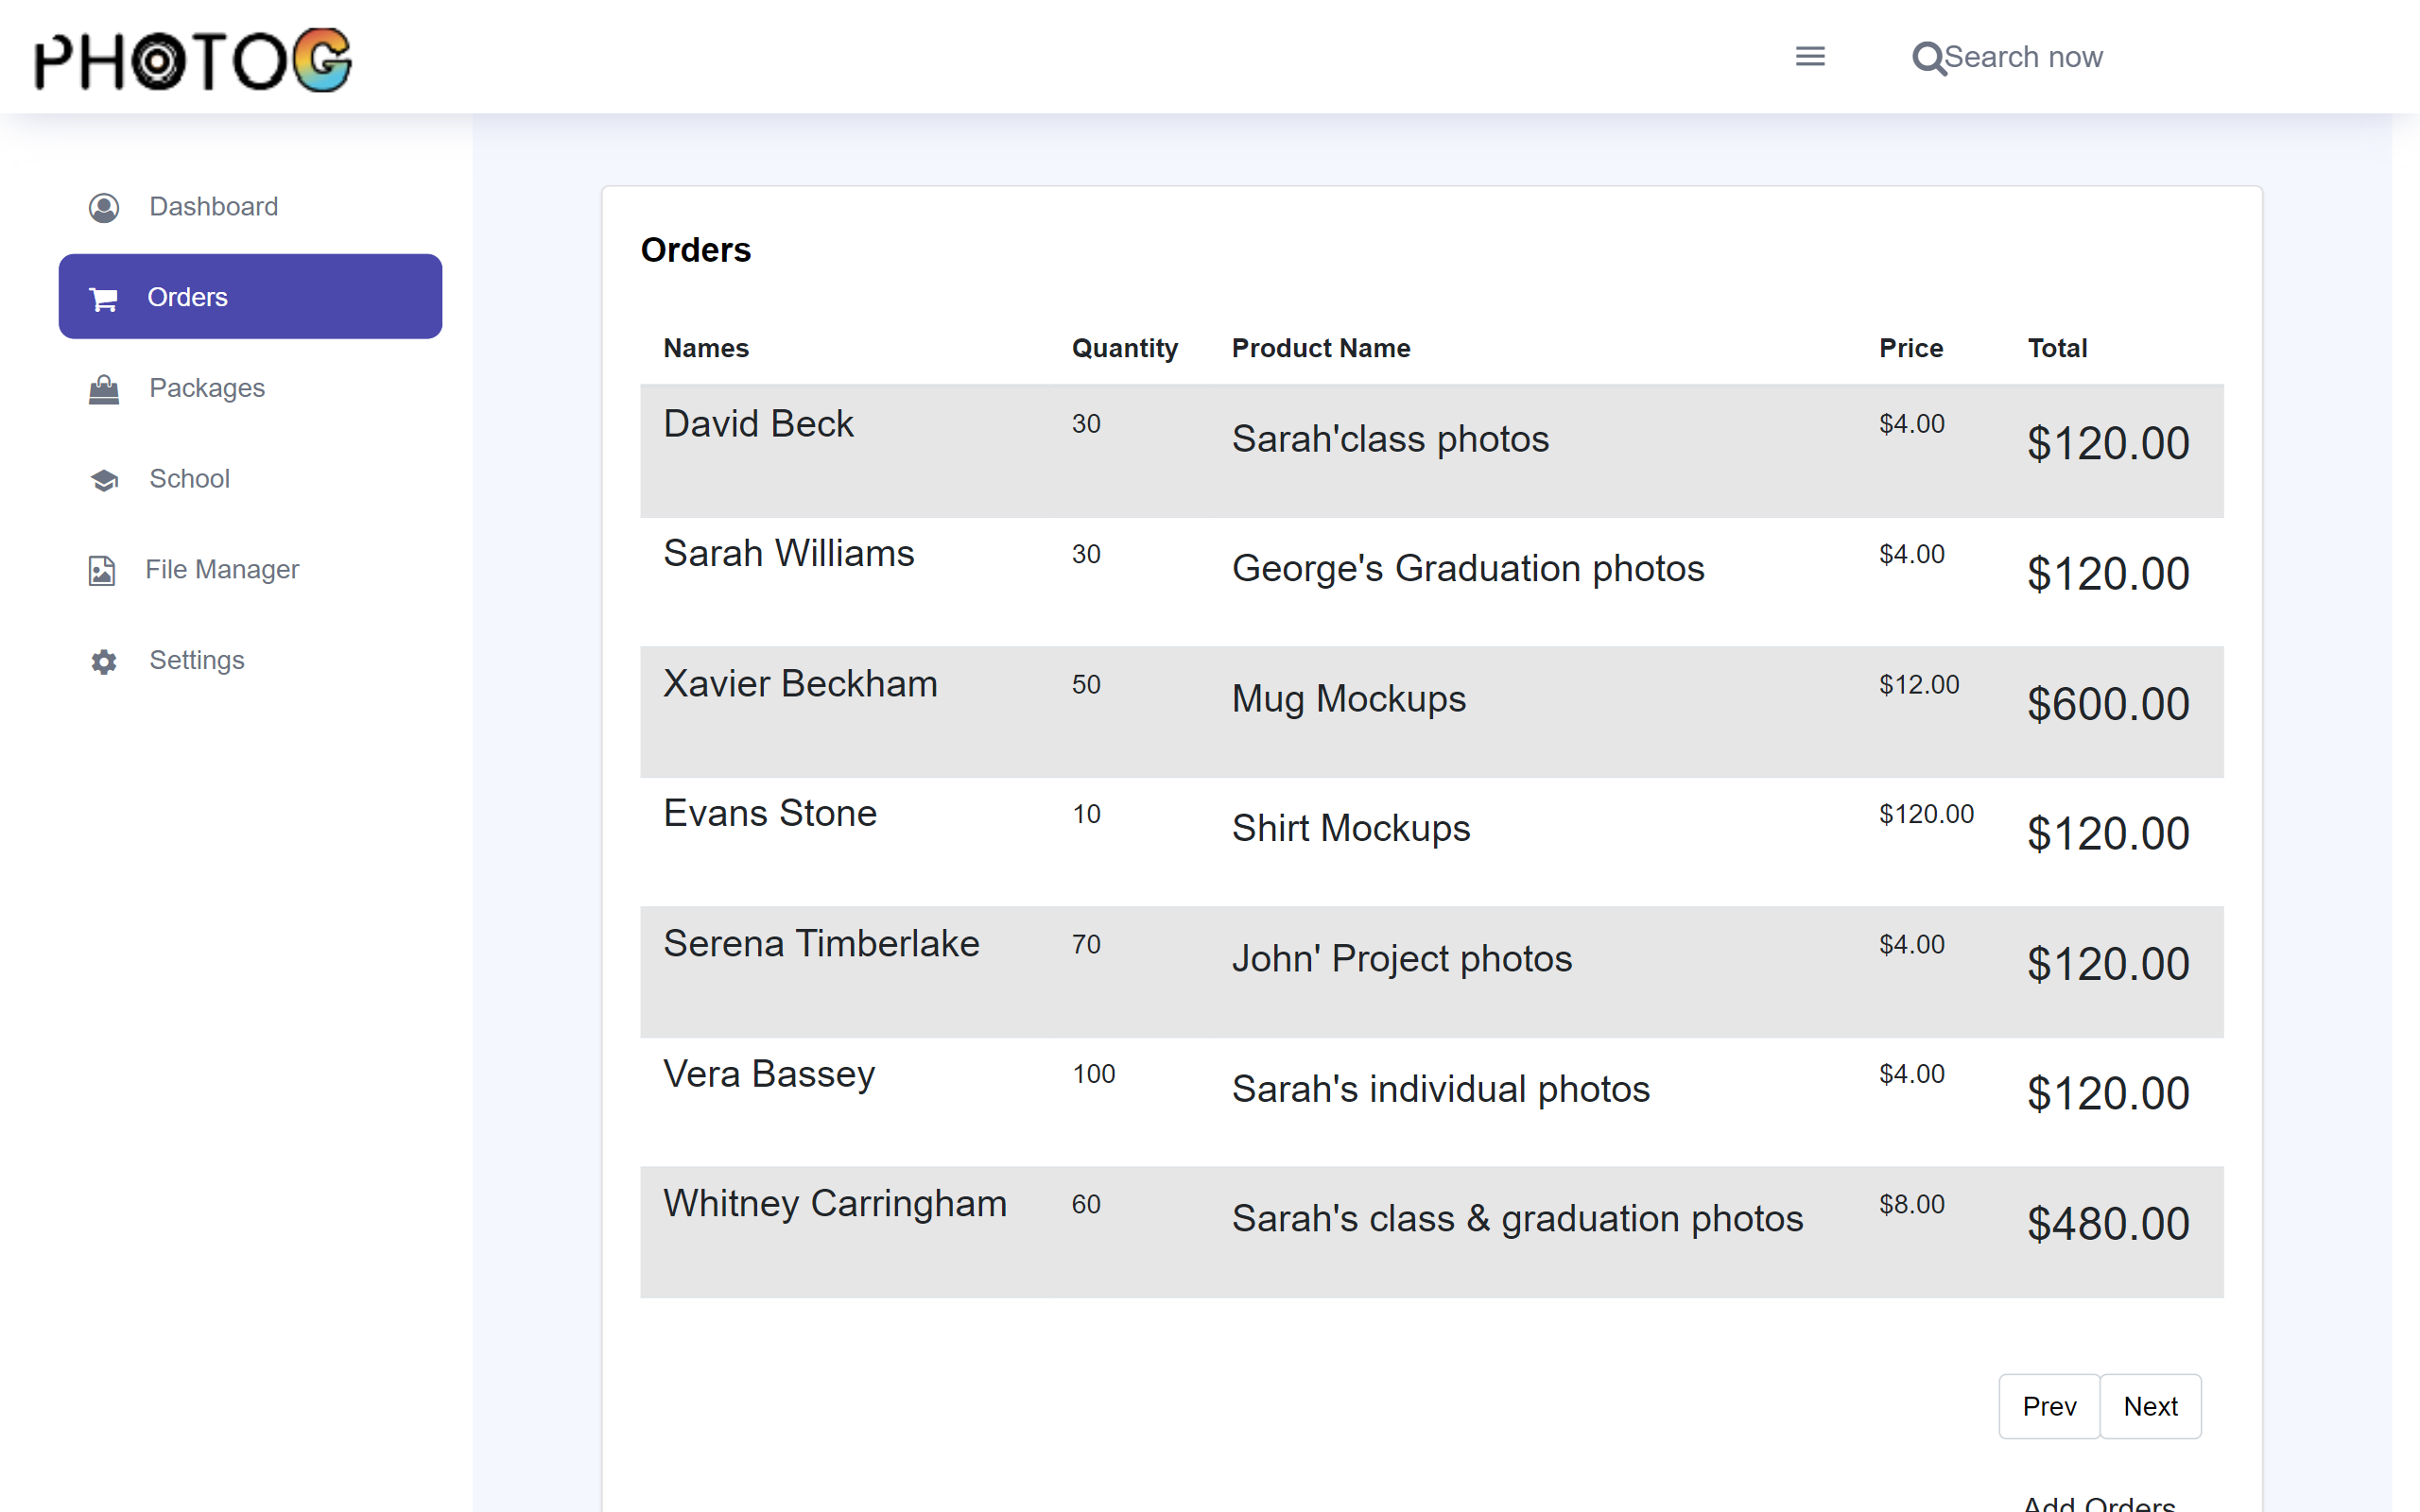 PHOTOG
Search now
Dashboard
Orders
Packages
School
File Manager
Settings
Orders
Names Quantity Product Name Price Total
David Beck 30 Sarah'class photos $4.00 $120.00
Sarah Williams 30 George's Graduation photos $4.00 $120.00
Xavier Beckham 50 Mug Mockups $12.00 $600.00
Evans Stone 10 Shirt Mockups $120.00 $120.00
Serena Timberlake 70 John' Project photos $4.00 $120.00
Vera Bassey 100 Sarah's individual photos $4.00 $120.00
Whitney Carringham 60 Sarah's class & graduation photos $8.00 $480.00
Prev Next
Add Orders